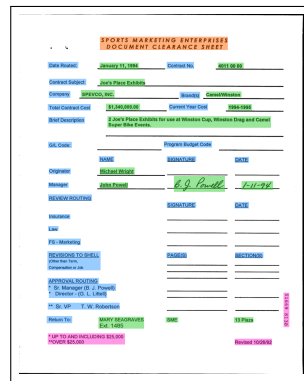 SPORTS MARKETING ENTERPRISES
DOCUMENT CLEARANCE SHEET
Date Routed: January 11, 1994 Contract No. 4011 00 00
Contract Subject: Joe's Place Exhibits
Company SPEVCO, INC. Brand(s) Camel/Winston
Total Contract Cost $1,340,000.00 Current Year Cost 1994-1995
Brief Description 2 Joe's Place Exhibits for use at Winston Cup, Winston Drag and Camel
Super Bike Events.
G/L Code: Program Budget Code
NAME SIGNATURE DATE
Originator Michael Wright
Manager John Powell B. J. Powell 1-11-94
REVIEW ROUTING SIGNATURE DATE
Insurance
Law
FS - Marketing
REVISIONS TO SHELL PAGE(S) SECTION(S)
(Other than Term,
Compensation or Job
APPROVAL ROUTING
* Sr. Manager (B. J. Powell)
* Director - (G. L. Littell)
** Sr. VP T. W. Robertson
Return To: MARY SEAGRAVES SME 13 Plaza
Ext. 1485
* UP TO AND INCLUDING $25,000
**OVER $25,000 Revised 10/26/92